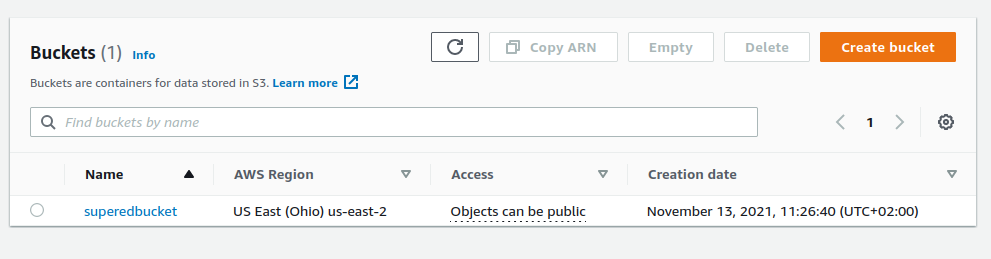 Buckets (1) Info
Copy ARN
Empty
Delete
Create bucket
Buckets are containers for data stored in S3. Learn more
Find buckets by name
1
Name AWS Region Access Creation date
superedbucket US East (Ohio) us-east-2 Objects can be public November 13, 2021, 11:26:40 (UTC+02:00)